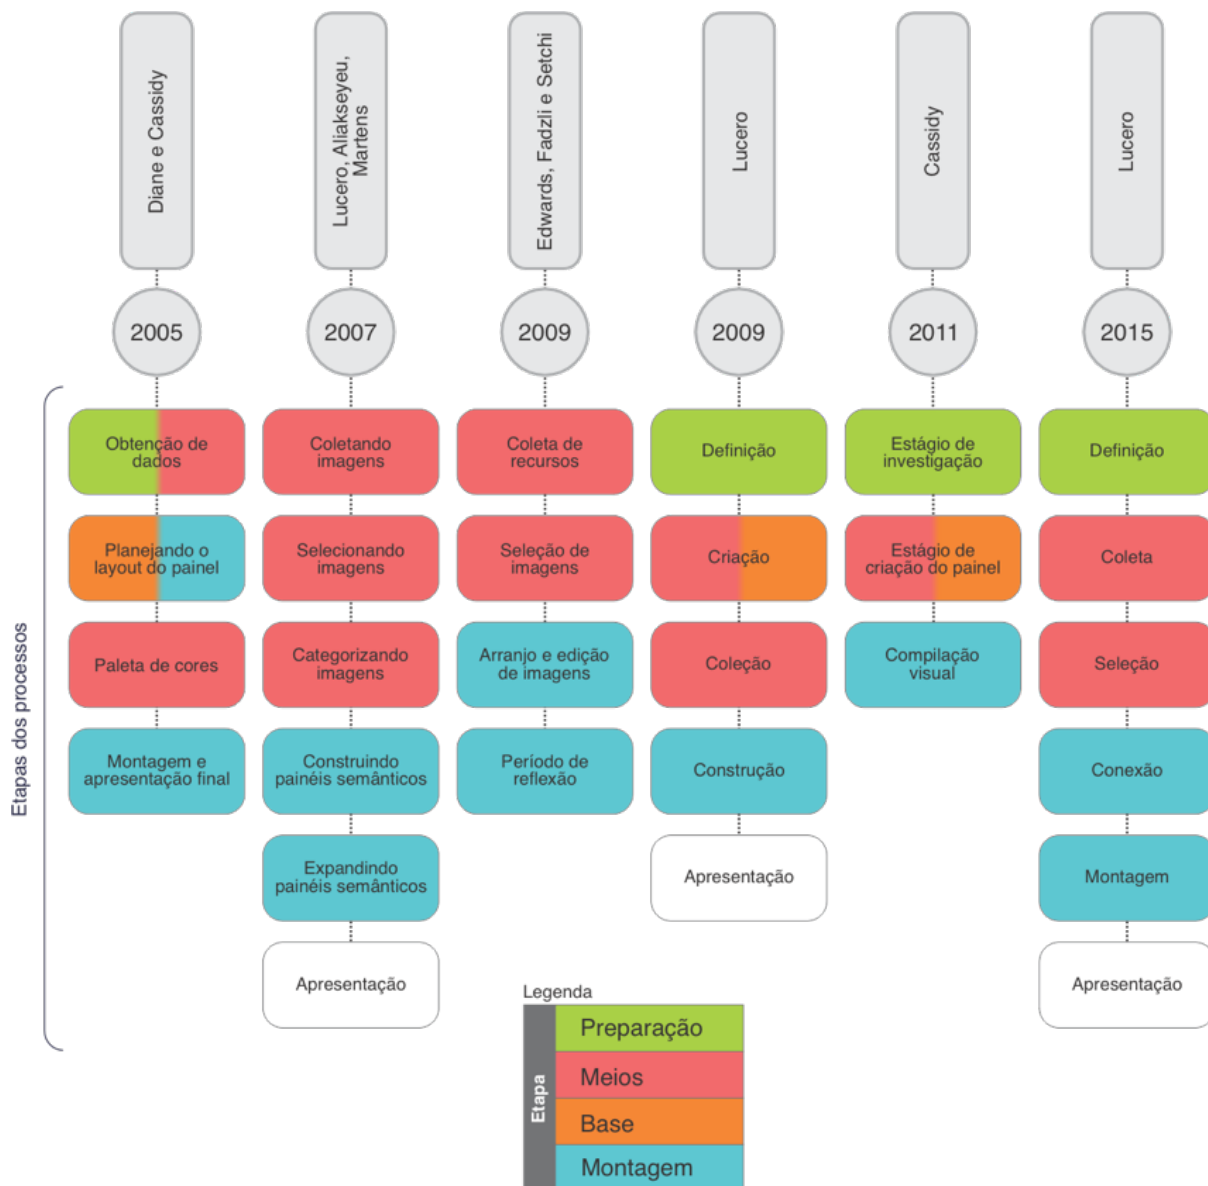 Diane e Cassidy
Lucero, Aliakseyeu,
Martens
Edwards, Fadzli e Setchi
Lucero
Cassidy
Lucero
2005
2007
2009
2009
2011
2015
Etapas dos processos
Obtenção de
dados
Coletando
imagens
Coleta de
recursos
Definição
Estágio de
investigação
Definição
Planejando o
layout do painel
Selecionando
imagens
Seleção de
imagens
Criação
Estágio de
criação do painel
Coleta
Paleta de cores
Categorizando
imagens
Arranjo e edição
de imagens
Coleção
Compilação
visual
Seleção
Montagem e
apresentação final
Construindo
painéis semânticos
Período de
reflexão
Construção
Conexão
Expandindo
painéis semânticos
Apresentação
Montagem
Apresentação
Apresentação
Legenda
Etapa
Preparação
Meios
Base
Montagem